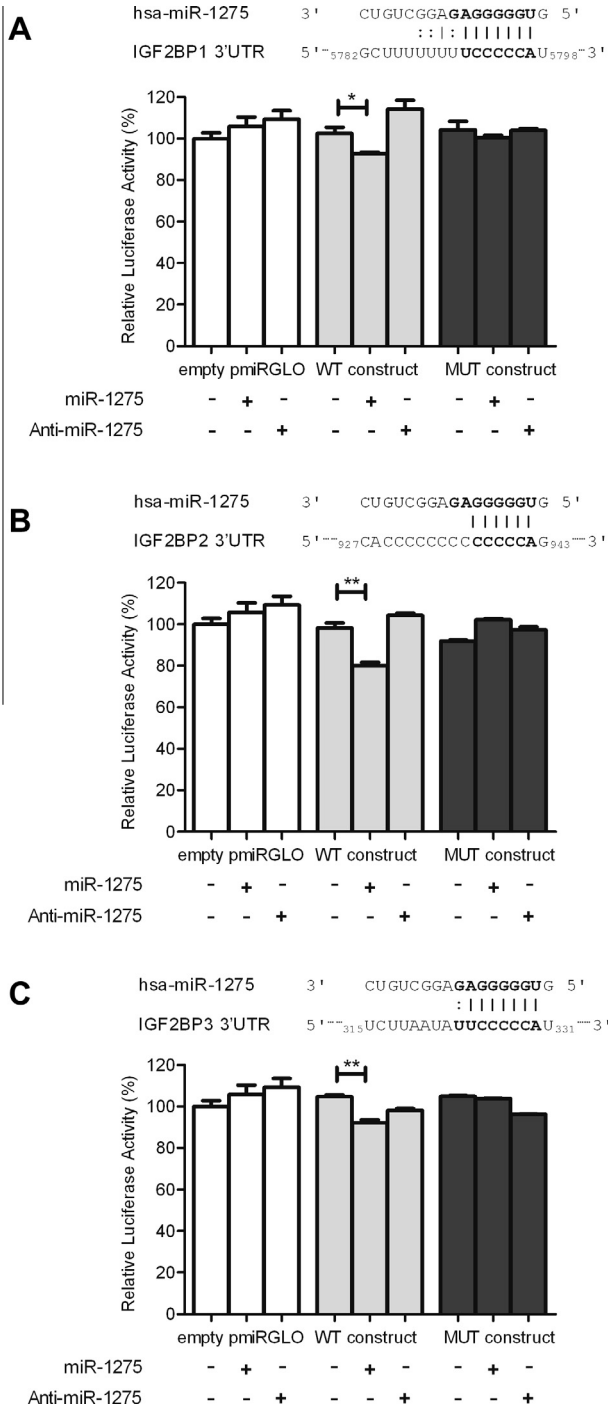 A
hsa-miR-1275 3' CUGUCGGAGAGGGGGUG 5'
::|:|||||||
IGF2BP1 3'UTR 5'┈5782GCUUUUUUUUCCCCCAU5798┈3'
Relative Luciferase Activity (%)
120
100
80
60
40
20
0
*
empty pmiRGLO WT construct MUT construct
miR-1275 - + - - + - - + -
Anti-miR-1275 - - + - - + - - +
B
hsa-miR-1275 3' CUGUCGGAGAGGGGGUG 5'
||||||
IGF2BP2 3'UTR 5'┈927CACCCCCCCCCCCCCAG943┈3'
Relative Luciferase Activity (%)
120
100
80
60
40
20
0
**
empty pmiRGLO WT construct MUT construct
miR-1275 - + - - + - - + -
Anti-miR-1275 - - + - - + - - +
C
hsa-miR-1275 3' CUGUCGGAGAGGGGGUG 5'
:|||||||
IGF2BP3 3'UTR 5'┈315UCUUAAUAUUCCCCCAU331┈3'
Relative Luciferase Activity (%)
120
100
80
60
40
20
0
**
empty pmiRGLO WT construct MUT construct
miR-1275 - + - - + - - + -
Anti-miR-1275 - - + - - + - - +